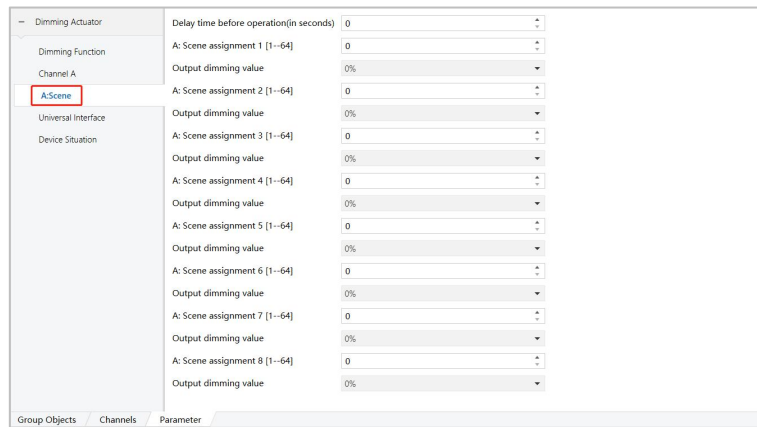 − Dimming Actuator
Dimming Function
Channel A
A:Scene
Universal Interface
Device Situation
Delay time before operation(in seconds) 0
A: Scene assignment 1 [1--64] 0
Output dimming value 0%
A: Scene assignment 2 [1--64] 0
Output dimming value 0%
A: Scene assignment 3 [1--64] 0
Output dimming value 0%
A: Scene assignment 4 [1--64] 0
Output dimming value 0%
A: Scene assignment 5 [1--64] 0
Output dimming value 0%
A: Scene assignment 6 [1--64] 0
Output dimming value 0%
A: Scene assignment 7 [1--64] 0
Output dimming value 0%
A: Scene assignment 8 [1--64] 0
Output dimming value 0%
Group Objects Channels Parameter